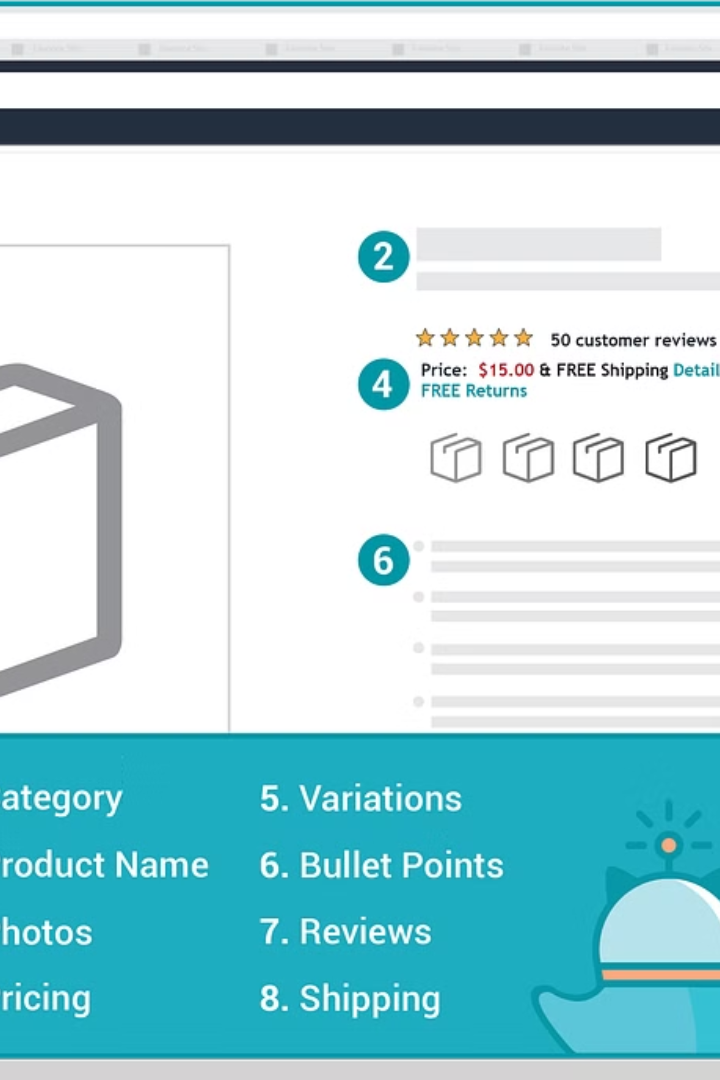 2
50 customer reviews
4
Price: $15.00 & FREE Shipping Detail
FREE Returns
6
ategory
roduct Name
hotos
ricing
5. Variations
6. Bullet Points
7. Reviews
8. Shipping